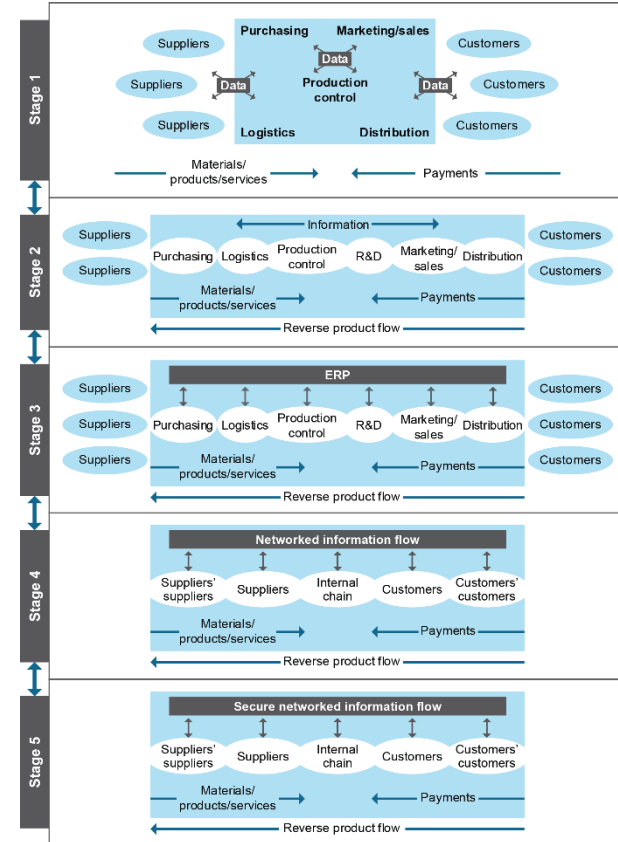 Stage 1
Purchasing
Marketing/sales
Suppliers
Customers
Data
Suppliers
Data
Production
control
Data
Customers
Suppliers
Logistics
Distribution
Customers
Materials/
products/services
Payments
Stage 2
Suppliers
Information
Customers
Purchasing
Logistics
Production
control
R&D
Marketing/
sales
Distribution
Suppliers
Customers
Materials/
products/services
Payments
Reverse product flow
Stage 3
ERP
Suppliers
Customers
Suppliers
Purchasing
Logistics
Production
control
R&D
Marketing/
sales
Distribution
Customers
Suppliers
Customers
Materials/
products/services
Payments
Reverse product flow
Stage 4
Networked information flow
Suppliers'
suppliers
Suppliers
Internal
chain
Customers
Customers'
customers
Materials/
products/services
Payments
Reverse product flow
Stage 5
Secure networked information flow
Suppliers'
suppliers
Suppliers
Internal
chain
Customers
Customers'
customers
Materials/
products/services
Payments
Reverse product flow